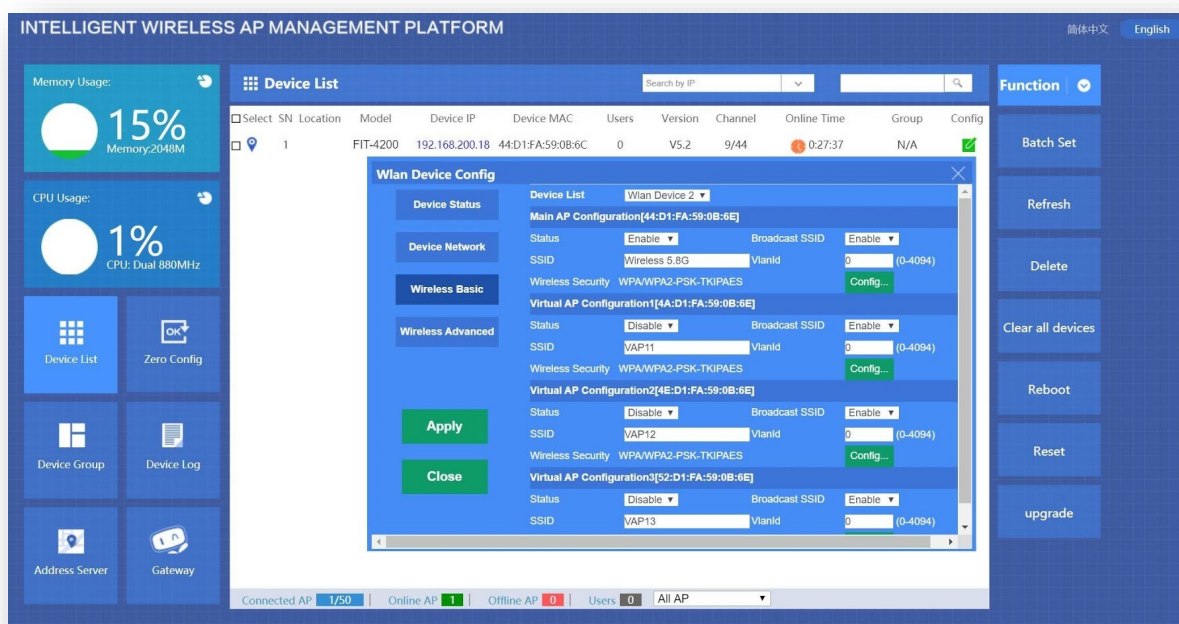 INTELLIGENT WIRELESS AP MANAGEMENT PLATFORM
简体中文 English
Memory Usage:
15%
Memory:2048M
CPU Usage:
1%
CPU: Dual 880MHz
Device List
Zero Config
Device Group
Device Log
Address Server
Gateway
Device List
Search by IP
Select SN Location Model Device IP Device MAC Users Version Channel Online Time Group Config
1 FIT-4200 192.168.200.18 44:D1:FA:59:0B:6C 0 V5.2 9/44 0:27:37 N/A
Wlan Device Config
Device Status
Device Network
Wireless Basic
Wireless Advanced
Apply
Close
Device List Wlan Device 2
Main AP Configuration[44:D1:FA:59:0B:6E]
Status Enable Broadcast SSID Enable
SSID Wireless 5.8G VlanId 0 (0-4094)
Wireless Security WPA/WPA2-PSK-TKIPAES Config...
Virtual AP Configuration1[4A:D1:FA:59:0B:6E]
Status Disable Broadcast SSID Enable
SSID VAP11 VlanId 0 (0-4094)
Wireless Security WPA/WPA2-PSK-TKIPAES Config...
Virtual AP Configuration2[4E:D1:FA:59:0B:6E]
Status Disable Broadcast SSID Enable
SSID VAP12 VlanId 0 (0-4094)
Wireless Security WPA/WPA2-PSK-TKIPAES Config...
Virtual AP Configuration3[52:D1:FA:59:0B:6E]
Status Disable Broadcast SSID Enable
SSID VAP13 VlanId 0 (0-4094)
Connected AP 1/50 | Online AP 1 | Offline AP 0 | Users 0 All AP
Function
Batch Set
Refresh
Delete
Clear all devices
Reboot
Reset
upgrade